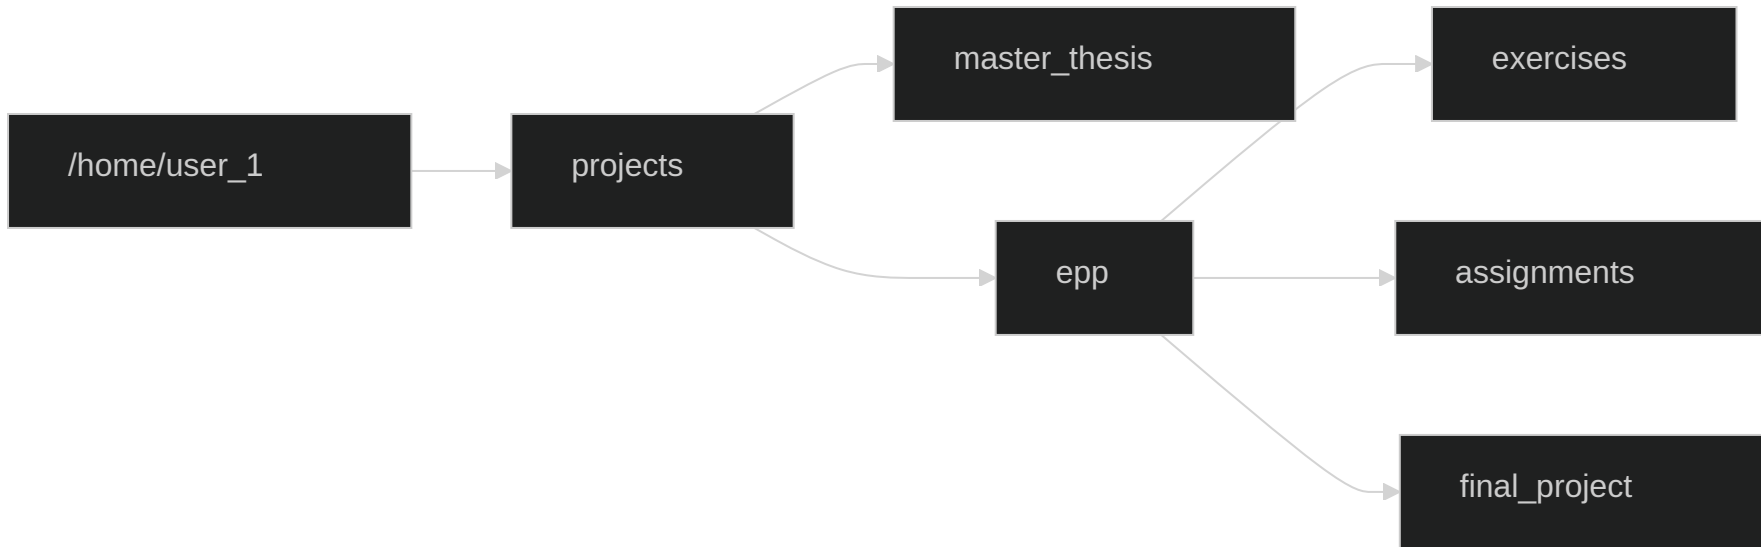 /home/user_1
projects
master_thesis
epp
exercises
assignments
final_project